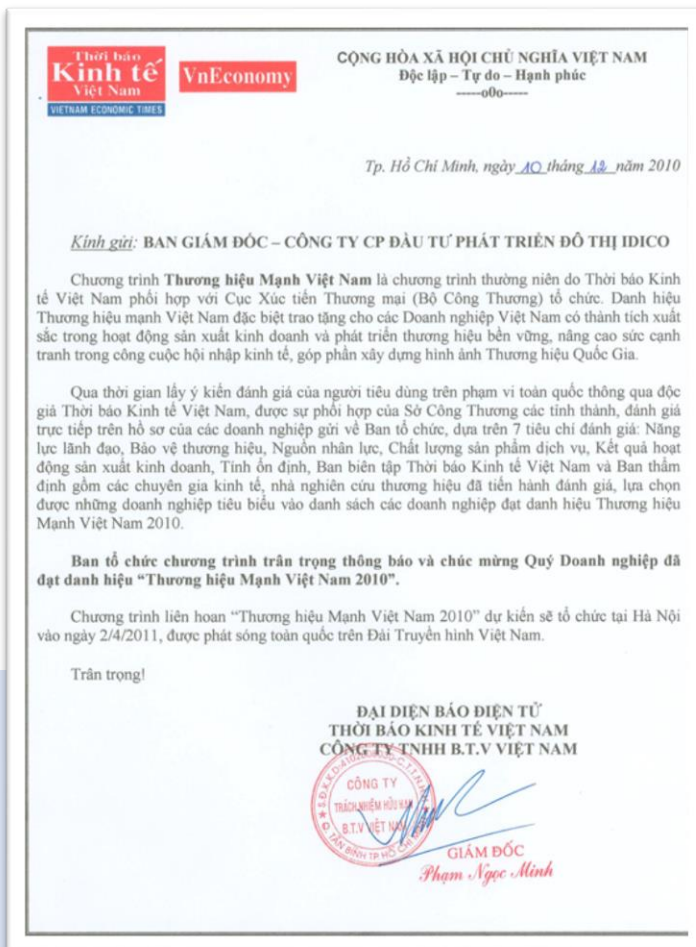 Thời báo
Kinh tế
Việt Nam
VIETNAM ECONOMIC TIMES
VnEconomy
CỘNG HÒA XÃ HỘI CHỦ NGHĨA VIỆT NAM
Độc lập – Tự do – Hạnh phúc
-----o0o-----
Tp. Hồ Chí Minh, ngày 10 tháng 12 năm 2010
Kính gửi: BAN GIÁM ĐỐC – CÔNG TY CP ĐẦU TƯ PHÁT TRIỂN ĐÔ THỊ IDICO
Chương trình Thương hiệu Mạnh Việt Nam là chương trình thường niên do Thời báo Kinh
tế Việt Nam phối hợp với Cục Xúc tiến Thương mại (Bộ Công Thương) tổ chức. Danh hiệu
Thương hiệu mạnh Việt Nam đặc biệt trao tặng cho các Doanh nghiệp Việt Nam có thành tích xuất
sắc trong hoạt động sản xuất kinh doanh và phát triển thương hiệu bền vững, nâng cao sức cạnh
tranh trong công cuộc hội nhập kinh tế, góp phần xây dựng hình ảnh Thương hiệu Quốc Gia.
Qua thời gian lấy ý kiến đánh giá của người tiêu dùng trên phạm vi toàn quốc thông qua độc
giả Thời báo Kinh tế Việt Nam, được sự phối hợp của Sở Công Thương các tỉnh thành, đánh giá
trực tiếp trên hồ sơ của các doanh nghiệp gửi về Ban tổ chức, dựa trên 7 tiêu chí đánh giá: Năng
lực lãnh đạo, Bảo vệ thương hiệu, Nguồn nhân lực, Chất lượng sản phẩm dịch vụ, Kết quả hoạt
động sản xuất kinh doanh, Tính ổn định, Ban biên tập Thời báo Kinh tế Việt Nam và Ban thẩm
định gồm các chuyên gia kinh tế, nhà nghiên cứu thương hiệu đã tiến hành đánh giá, lựa chọn
được những doanh nghiệp tiêu biểu vào danh sách các doanh nghiệp đạt danh hiệu Thương hiệu
Mạnh Việt Nam 2010.
Ban tổ chức chương trình trân trọng thông báo và chúc mừng Quý Doanh nghiệp đã
đạt danh hiệu “Thương hiệu Mạnh Việt Nam 2010”.
Chương trình liên hoan “Thương hiệu Mạnh Việt Nam 2010” dự kiến sẽ tổ chức tại Hà Nội
vào ngày 2/4/2011, được phát sóng toàn quốc trên Đài Truyền hình Việt Nam.
Trân trọng!
ĐẠI DIỆN BÁO ĐIỆN TỬ
THỜI BÁO KINH TẾ VIỆT NAM
CÔNG TY TNHH B.T.V VIỆT NAM
CÔNG TY
TRÁCH NHIỆM HỮU HẠN
B.T.V VIỆT NAM
Q. TÂN BÌNH TP HỒ CHÍ
GIÁM ĐỐC
Phạm Ngọc Minh